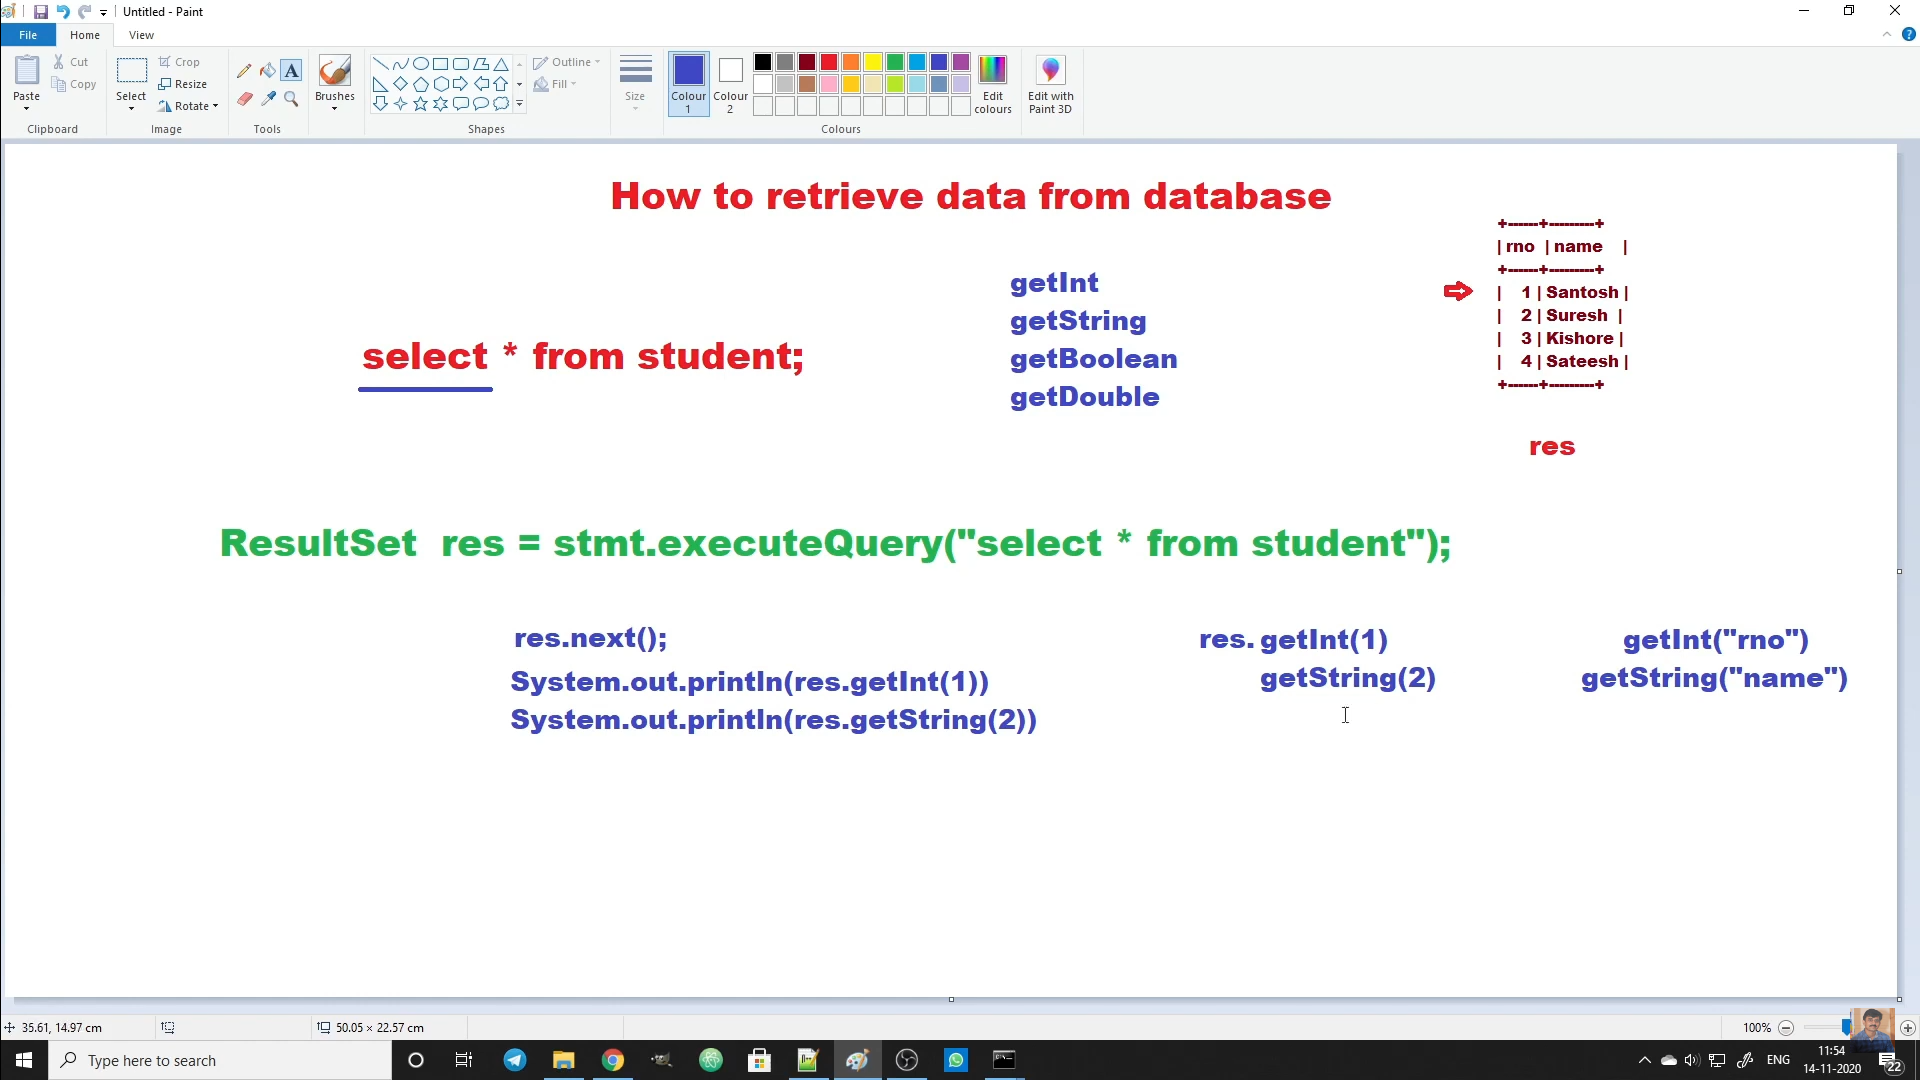 Untitled - Paint
File
Home
View
Paste
Cut
Copy
Clipboard
Select
Crop
Resize
Rotate
Image
Tools
Brushes
Shapes
Outline
Fill
Size
Colour 1
Colour 2
Colours
Edit colours
Edit with Paint 3D
How to retrieve data from database
+------+---------+
| rno | name |
+------+---------+
| 1 | Santosh |
| 2 | Suresh |
| 3 | Kishore |
| 4 | Sateesh |
+------+---------+
res
getInt
getString
getBoolean
getDouble
select * from student;
ResultSet res = stmt.executeQuery("select * from student");
res.next();
System.out.println(res.getInt(1))
System.out.println(res.getString(2))
res. getInt(1)
getString(2)
getInt("rno")
getString("name")
35.61, 14.97 cm
50.05 × 22.57 cm
100%
Type here to search
ENG
11:54
14-11-2020
22